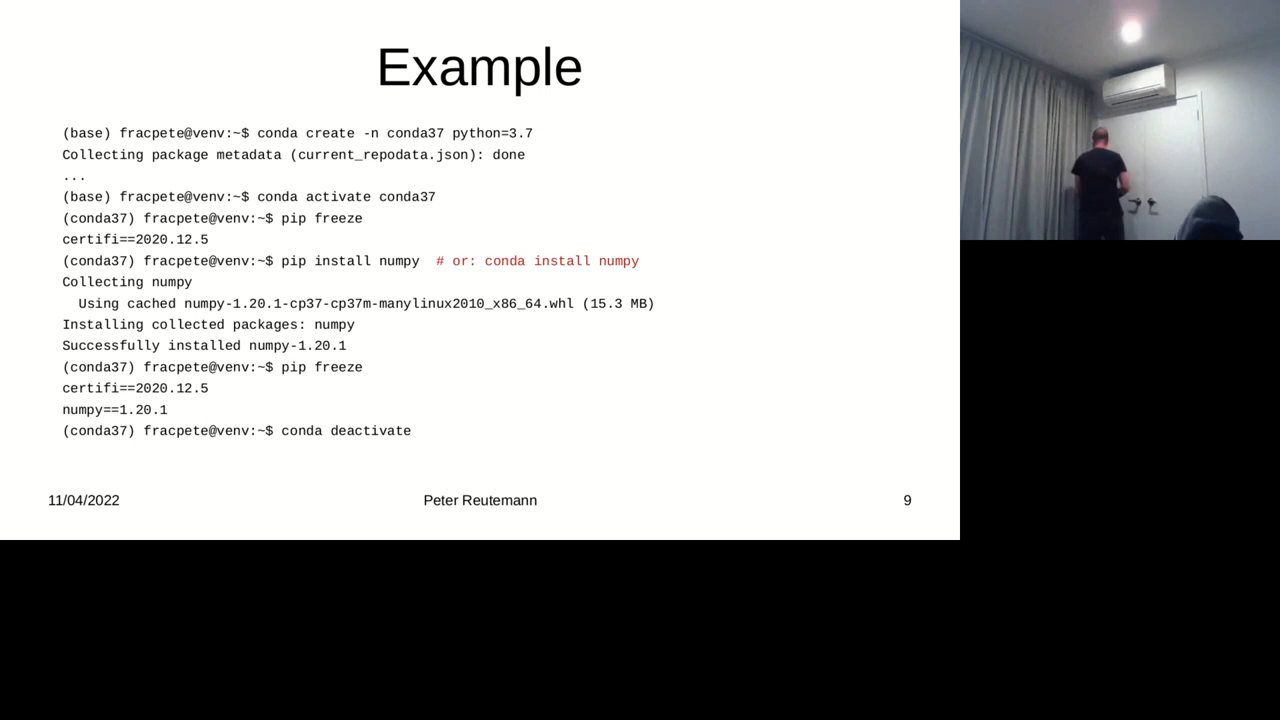 Example
(base) fracpete@venv:~$ conda create -n conda37 python=3.7
Collecting package metadata (current_repodata.json): done
...
(base) fracpete@venv:~$ conda activate conda37
(conda37) fracpete@venv:~$ pip freeze
certifi==2020.12.5
(conda37) fracpete@venv:~$ pip install numpy  # or: conda install numpy
Collecting numpy
  Using cached numpy-1.20.1-cp37-cp37m-manylinux2010_x86_64.whl (15.3 MB)
Installing collected packages: numpy
Successfully installed numpy-1.20.1
(conda37) fracpete@venv:~$ pip freeze
certifi==2020.12.5
numpy==1.20.1
(conda37) fracpete@venv:~$ conda deactivate
11/04/2022 Peter Reutemann 9